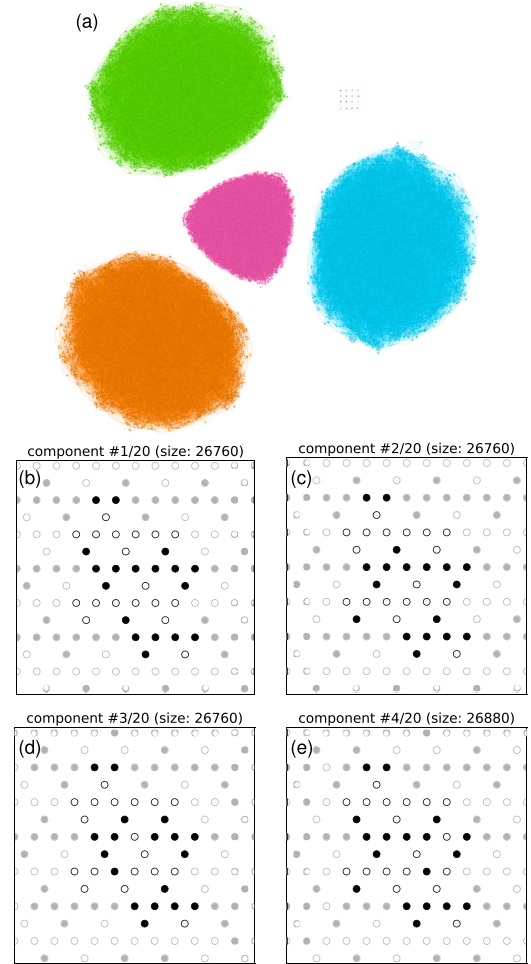 (a)
component #1/20 (size: 26760)
(b)
component #2/20 (size: 26760)
(c)
component #3/20 (size: 26760)
(d)
component #4/20 (size: 26880)
(e)